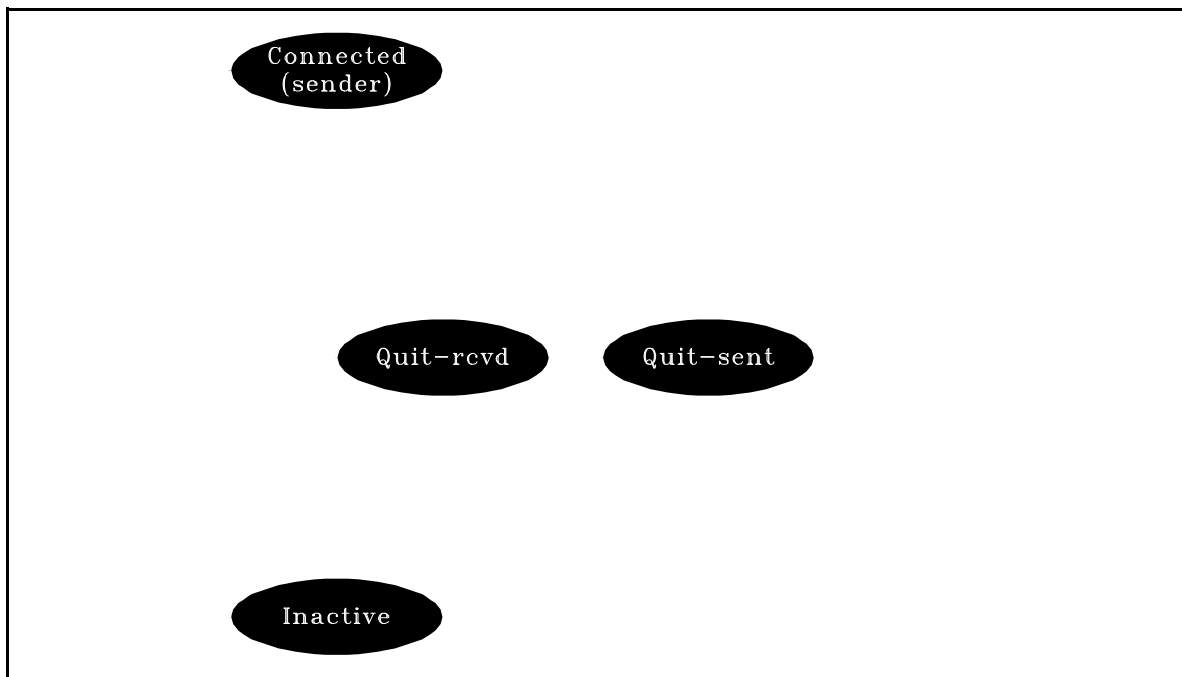 Connected
(sender)
Quit-rcvd
Quit-sent
Inactive